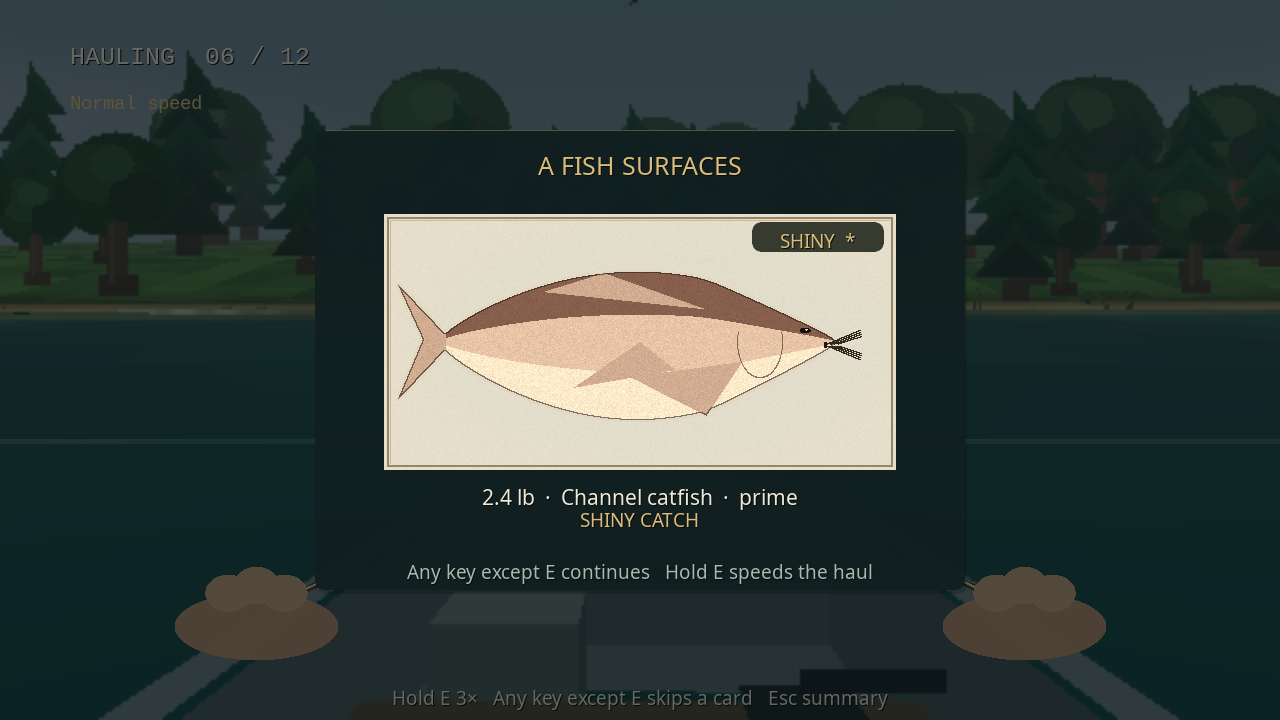 HAULING 06 / 12
Normal speed
A FISH SURFACES
SHINY *
2.4 lb · Channel catfish · prime
SHINY CATCH
Any key except E continues Hold E speeds the haul
Hold E 3× Any key except E skips a card Esc summary